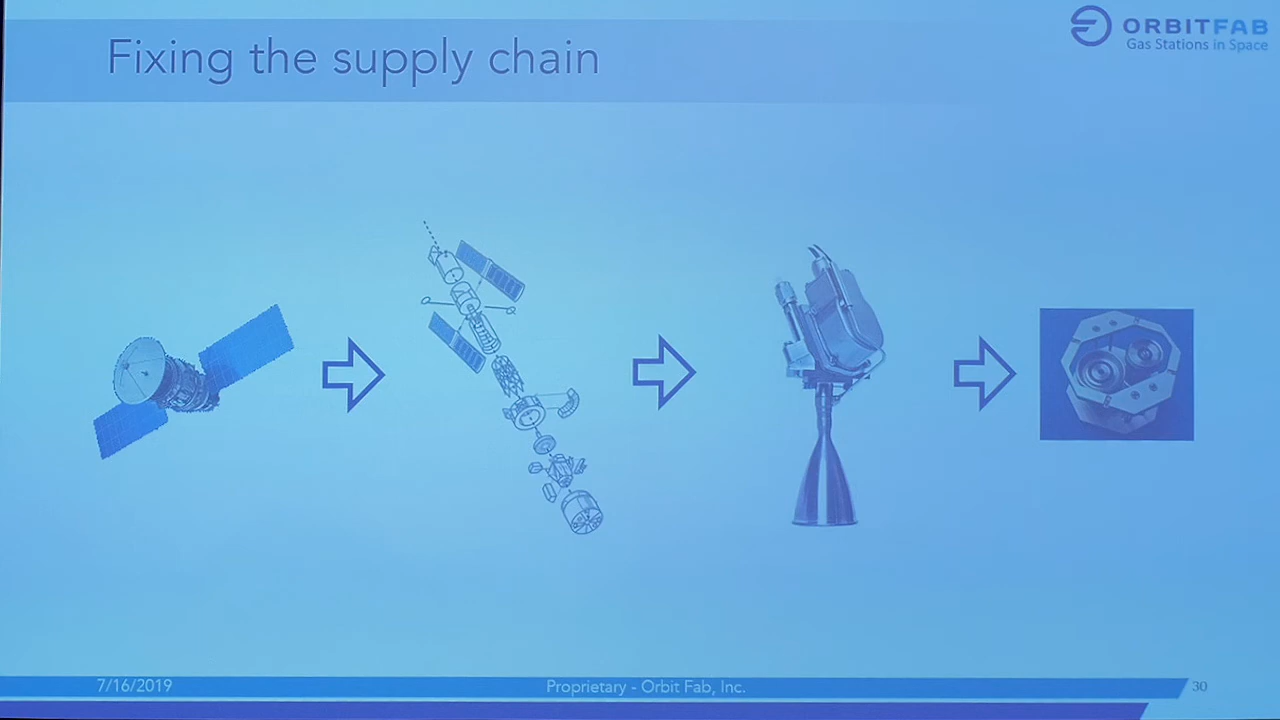 Fixing the supply chain
ORBITFAB
Gas Stations in Space
7/16/2019
Proprietary - Orbit Fab, Inc.
30